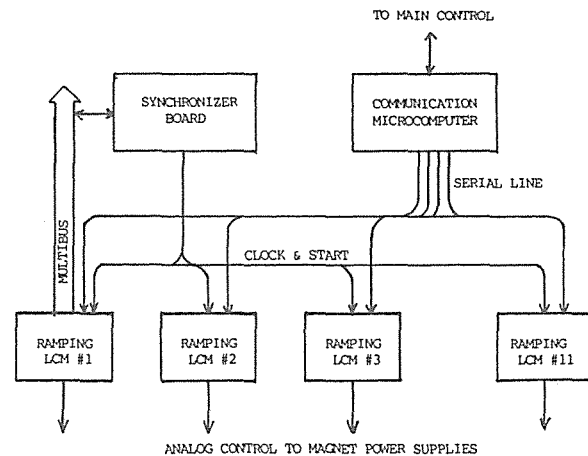 TO MAIN CONTROL
SYNCHRONIZER
BOARD
COMMUNICATION
MICROCOMPUTER
SERIAL LINE
MULTIBUS
CLOCK & START
RAMPING
LCM #1
RAMPING
LCM #2
RAMPING
LCM #3
RAMPING
LCM #11
ANALOG CONTROL TO MAGNET POWER SUPPLIES